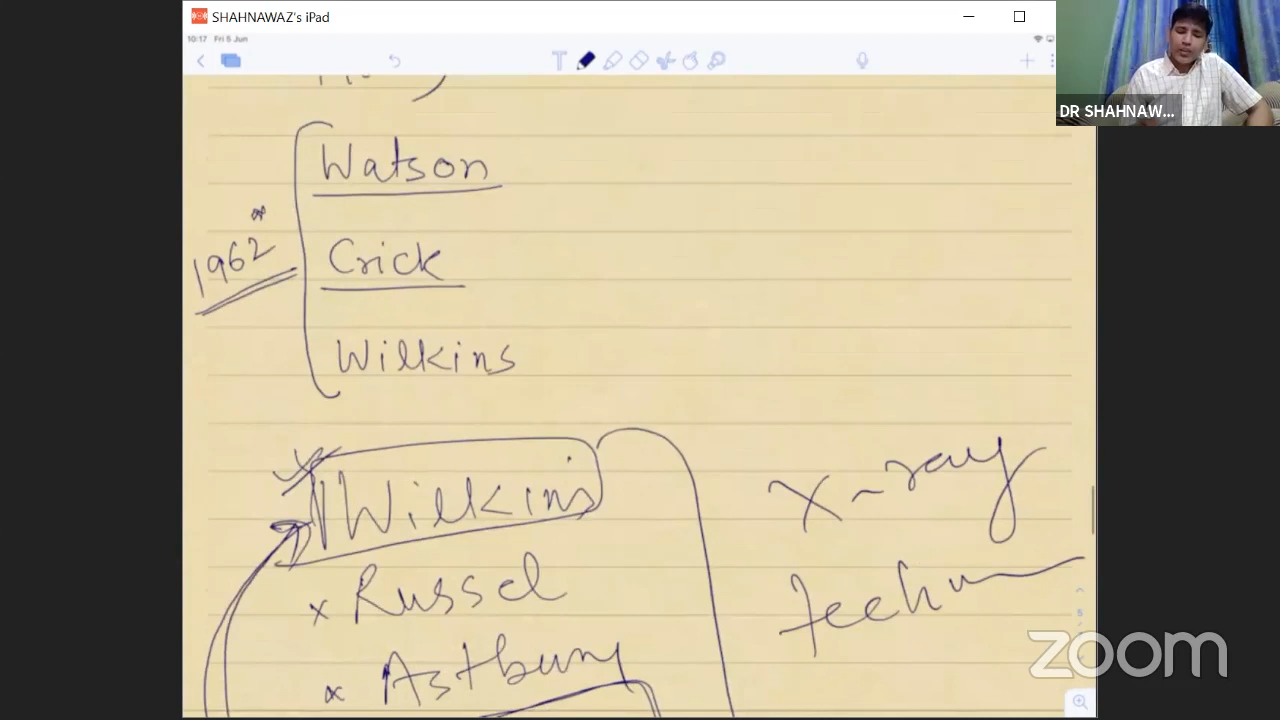 SHAHNAWAZ's iPad
10:17 Fri 5 Jun
DR SHAHNAW...
Watson
1962
Crick
Wilkins
Wilkins
x Russel
Astbury
X-ray
zoom